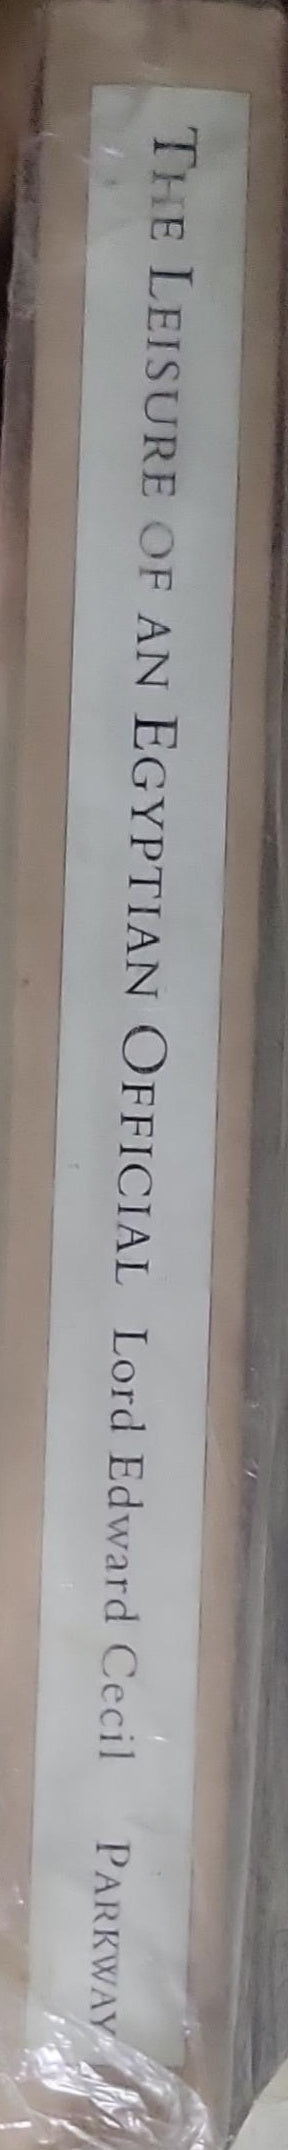 THE LEISURE OF AN EGYPTIAN OFFICIAL Lord Edward Cecil PARKWAY